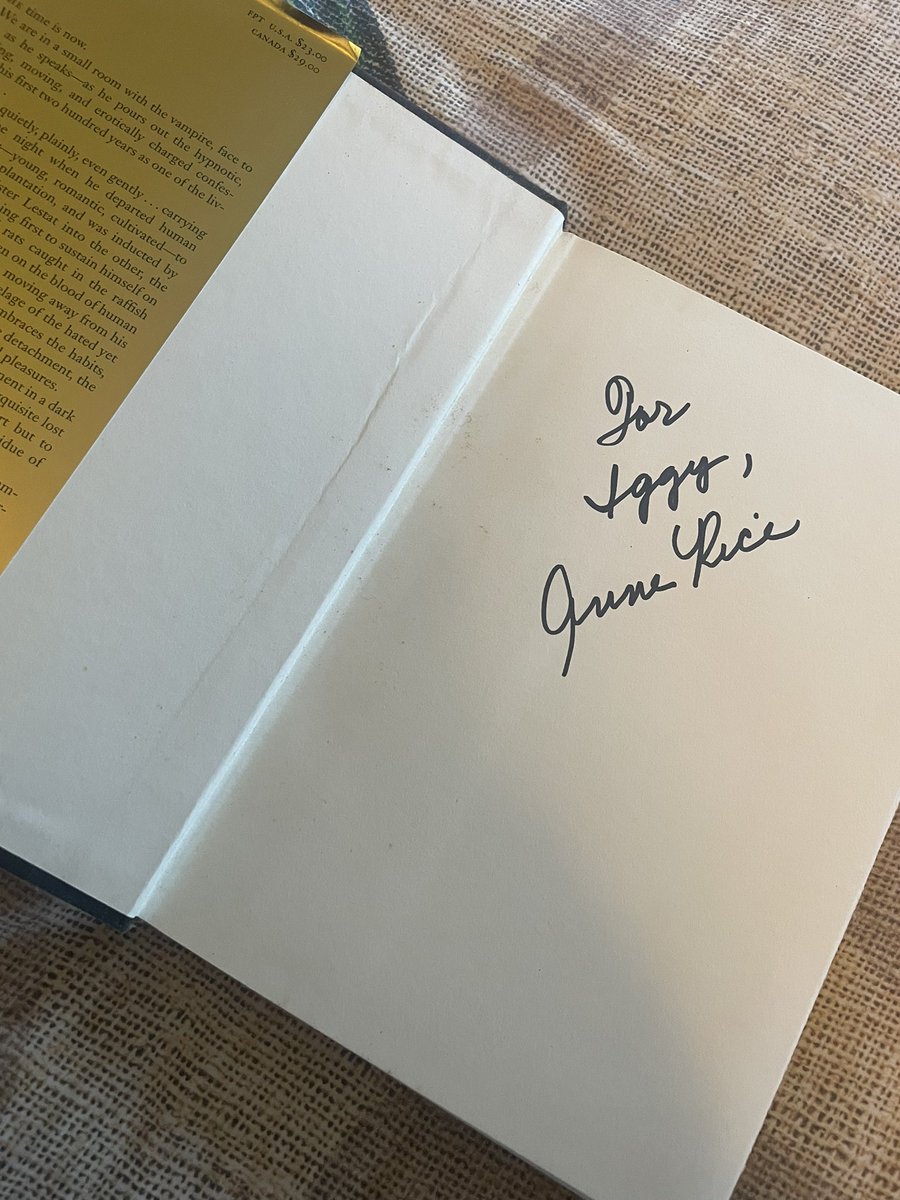 FPT U.S.A. $23.00
CANADA $29.00
THE time is now.
We are in a small room with the vampire, face to
as he speaks—as he pours out the hypnotic,
moving, and erotically charged confes-
his first two hundred years as one of the liv-
quietly, plainly, even gently . . . carrying
night when he departed human
—young, romantic, cultivated—to
plantation, and was inducted by
Lestat into the other, the
first to sustain himself on
rats caught in the raffish
on the blood of human
moving away from his
of the hated yet
the habits,
detachment, the
pleasures.
in a dark
lost
but to
of
For
Iggy,
Anne Rice